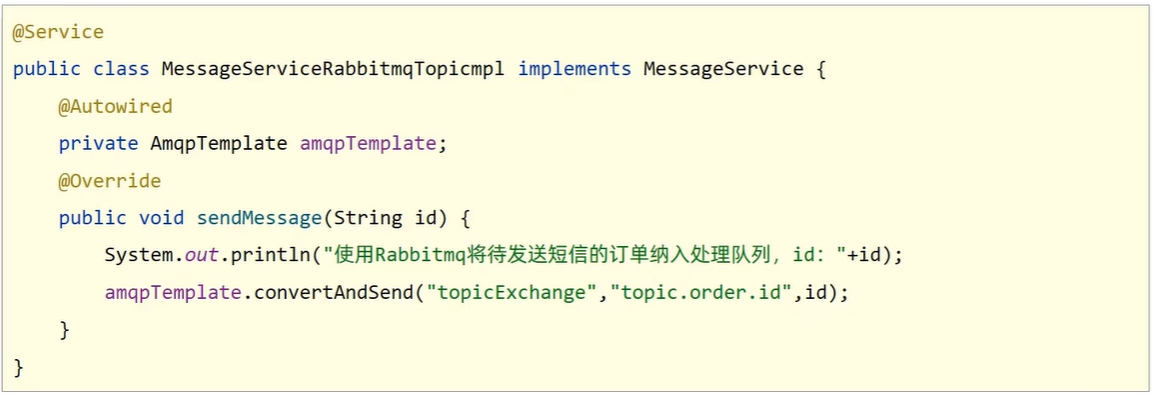 @Service
public class MessageServiceRabbitmqTopicmpl implements MessageService {
    @Autowired
    private AmqpTemplate amqpTemplate;
    @Override
    public void sendMessage(String id) {
        System.out.println("使用Rabbitmq将待发送短信的订单纳入处理队列，id："+id);
        amqpTemplate.convertAndSend("topicExchange","topic.order.id",id);
    }
}